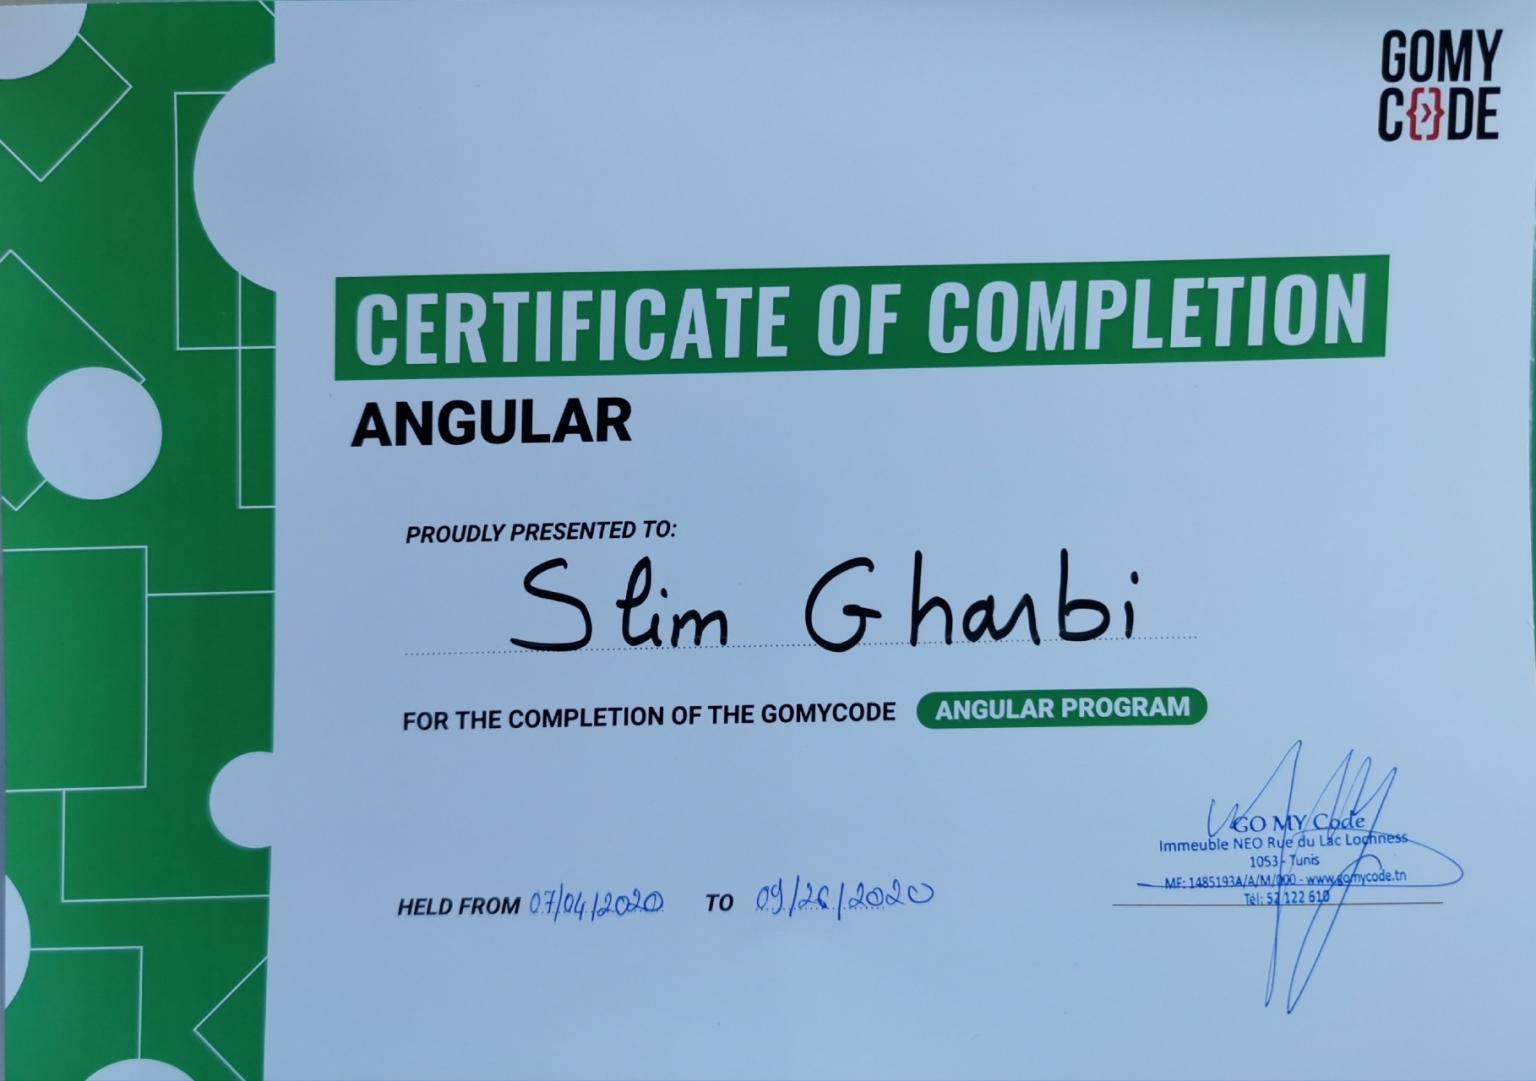 GOMY
C{›}DE
CERTIFICATE OF COMPLETION
ANGULAR
PROUDLY PRESENTED TO:
Slim Gharbi
FOR THE COMPLETION OF THE GOMYCODE ANGULAR PROGRAM
GO MY Code
Immeuble NEO Rue du Lac Lochness
1053 - Tunis
MF: 1485193A/A/M/000 - www.gomycode.tn
Tél: 52 122 610
HELD FROM 07/04/2020 TO 09/26/2020